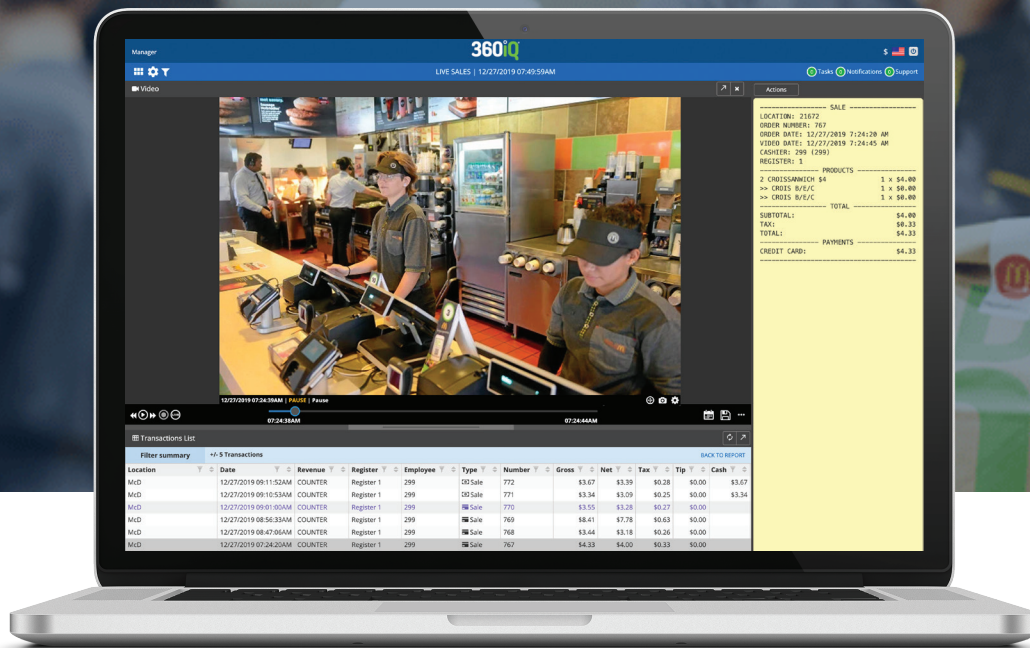 Manager
360iQ
$
LIVE SALES | 12/27/2019 07:49:59AM
0 Tasks 0 Notifications 0 Support
Video
Actions
SALE
LOCATION: 21672
ORDER NUMBER: 767
ORDER DATE: 12/27/2019 7:24:20 AM
VIDEO DATE: 12/27/2019 7:24:45 AM
CASHIER: 299 (299)
REGISTER: 1
PRODUCTS
2 CROISSANWICH $4 1 x $4.00
>> CROIS B/E/C 1 x $0.00
>> CROIS B/E/C 1 x $0.00
TOTAL
SUBTOTAL: $4.00
TAX: $0.33
TOTAL: $4.33
PAYMENTS
CREDIT CARD: $4.33
12/27/2019 07:24:39AM | PAUSE | Pause
07:24:38AM 07:24:44AM
Transactions List
Filter summary +/- 5 Transactions BACK TO REPORT
Location Date Revenue Register Employee Type Number Gross Net Tax Tip Cash
McD 12/27/2019 09:11:52AM COUNTER Register 1 299 Sale 772 $3.67 $3.39 $0.28 $0.00 $3.67
McD 12/27/2019 09:10:53AM COUNTER Register 1 299 Sale 771 $3.34 $3.09 $0.25 $0.00 $3.34
McD 12/27/2019 09:01:00AM COUNTER Register 1 299 Sale 770 $3.55 $3.28 $0.27 $0.00
McD 12/27/2019 08:56:33AM COUNTER Register 1 299 Sale 769 $8.41 $7.78 $0.63 $0.00
McD 12/27/2019 08:47:06AM COUNTER Register 1 299 Sale 768 $3.44 $3.18 $0.26 $0.00
McD 12/27/2019 07:24:20AM COUNTER Register 1 299 Sale 767 $4.33 $4.00 $0.33 $0.00